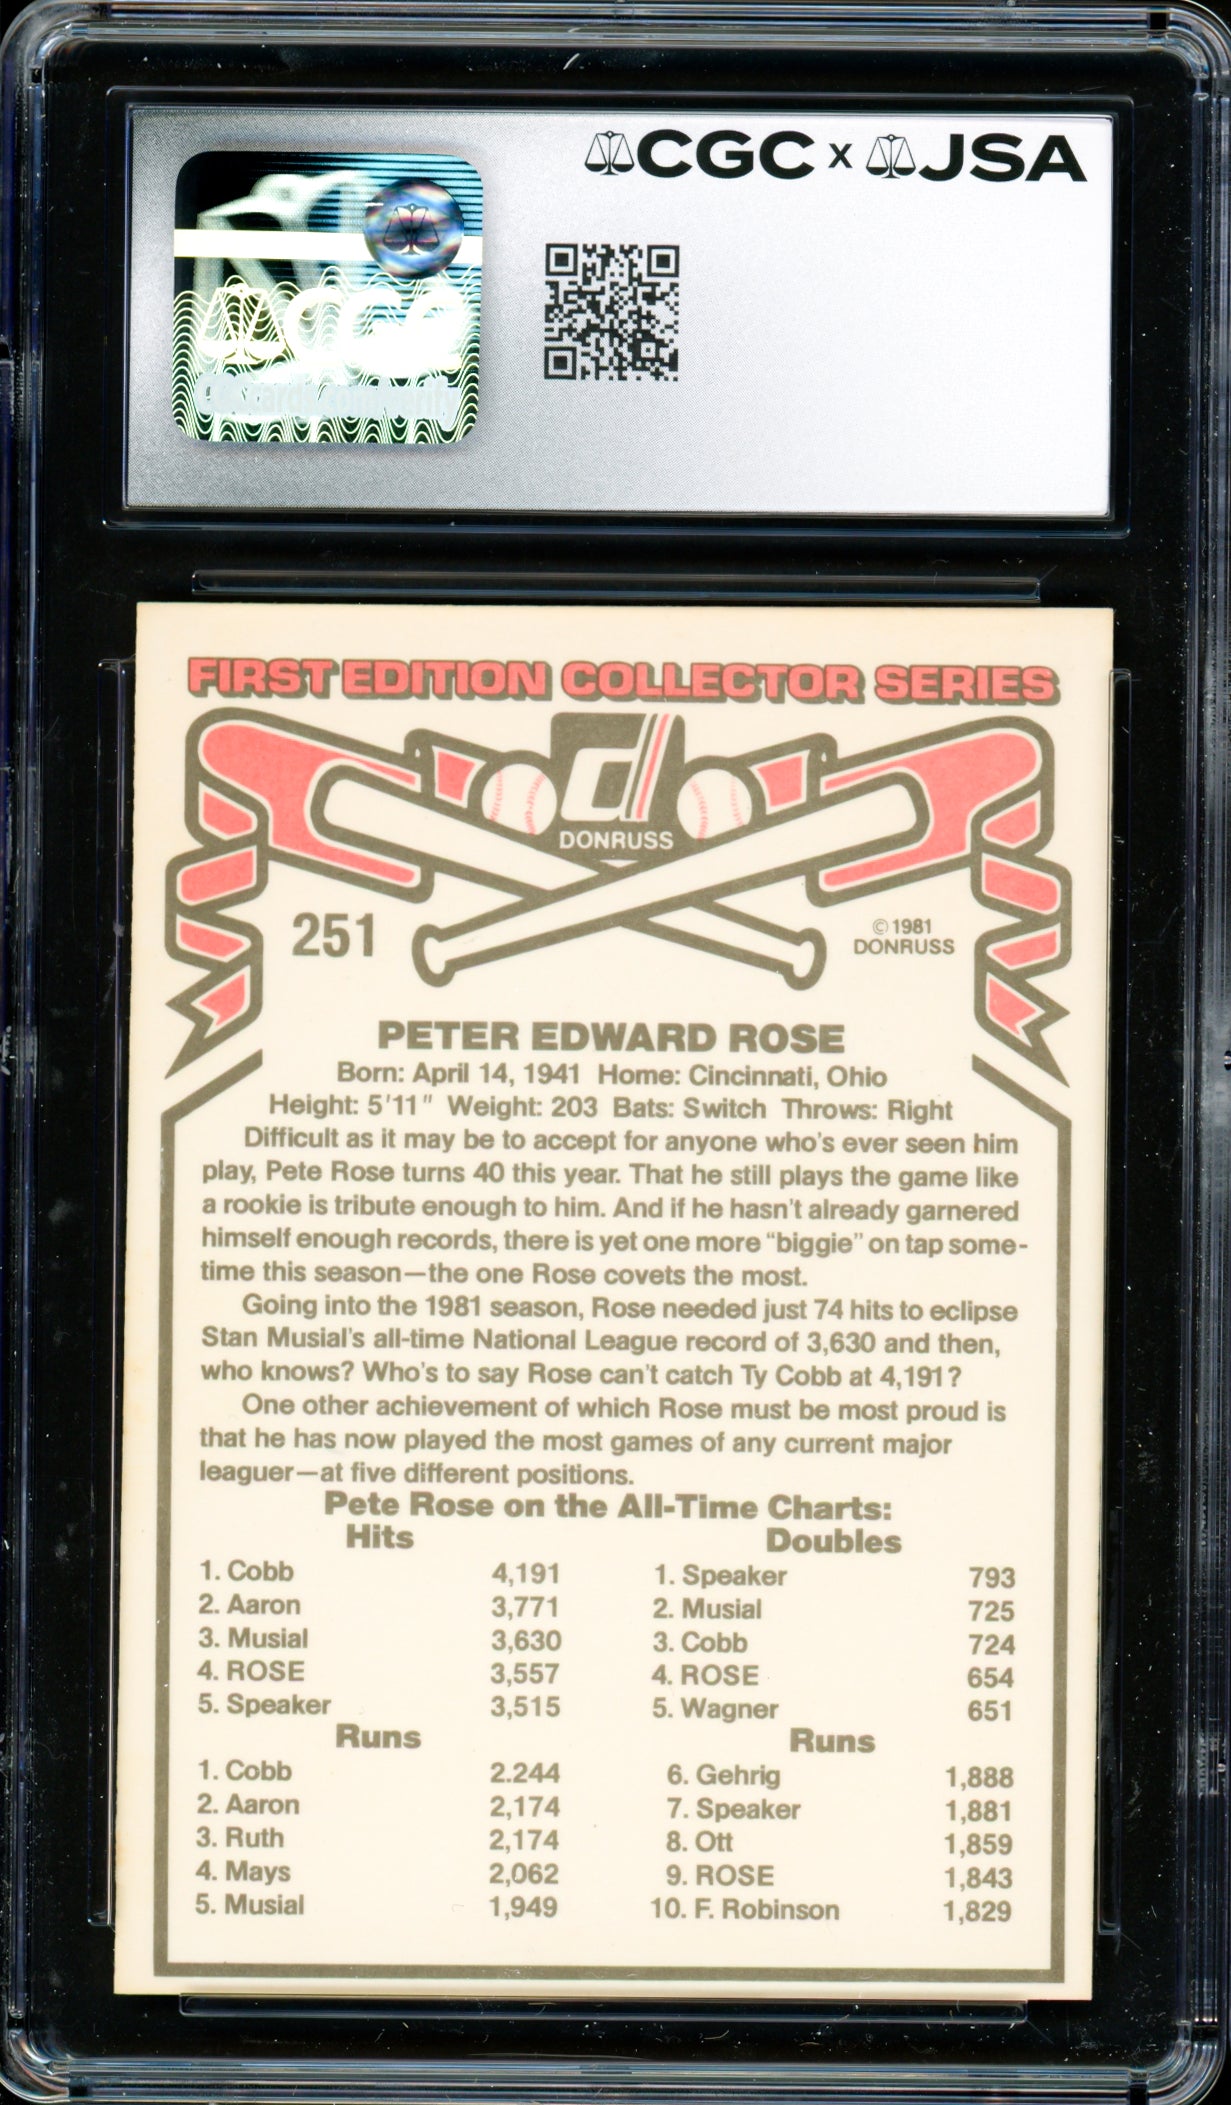 CGC x JSA
CGC
FIRST EDITION COLLECTOR SERIES
d
DONRUSS
251
© 1981
DONRUSS
PETER EDWARD ROSE
Born: April 14, 1941 Home: Cincinnati, Ohio
Height: 5'11" Weight: 203 Bats: Switch Throws: Right
Difficult as it may be to accept for anyone who's ever seen him
play, Pete Rose turns 40 this year. That he still plays the game like
a rookie is tribute enough to him. And if he hasn't already garnered
himself enough records, there is yet one more "biggie" on tap some-
time this season—the one Rose covets the most.
Going into the 1981 season, Rose needed just 74 hits to eclipse
Stan Musial's all-time National League record of 3,630 and then,
who knows? Who's to say Rose can't catch Ty Cobb at 4,191?
One other achievement of which Rose must be most proud is
that he has now played the most games of any current major
leaguer—at five different positions.
Pete Rose on the All-Time Charts:
Hits Doubles
1. Cobb 4,191 1. Speaker 793
2. Aaron 3,771 2. Musial 725
3. Musial 3,630 3. Cobb 724
4. ROSE 3,557 4. ROSE 654
5. Speaker 3,515 5. Wagner 651
Runs Runs
1. Cobb 2.244 6. Gehrig 1,888
2. Aaron 2,174 7. Speaker 1,881
3. Ruth 2,174 8. Ott 1,859
4. Mays 2,062 9. ROSE 1,843
5. Musial 1,949 10. F. Robinson 1,829